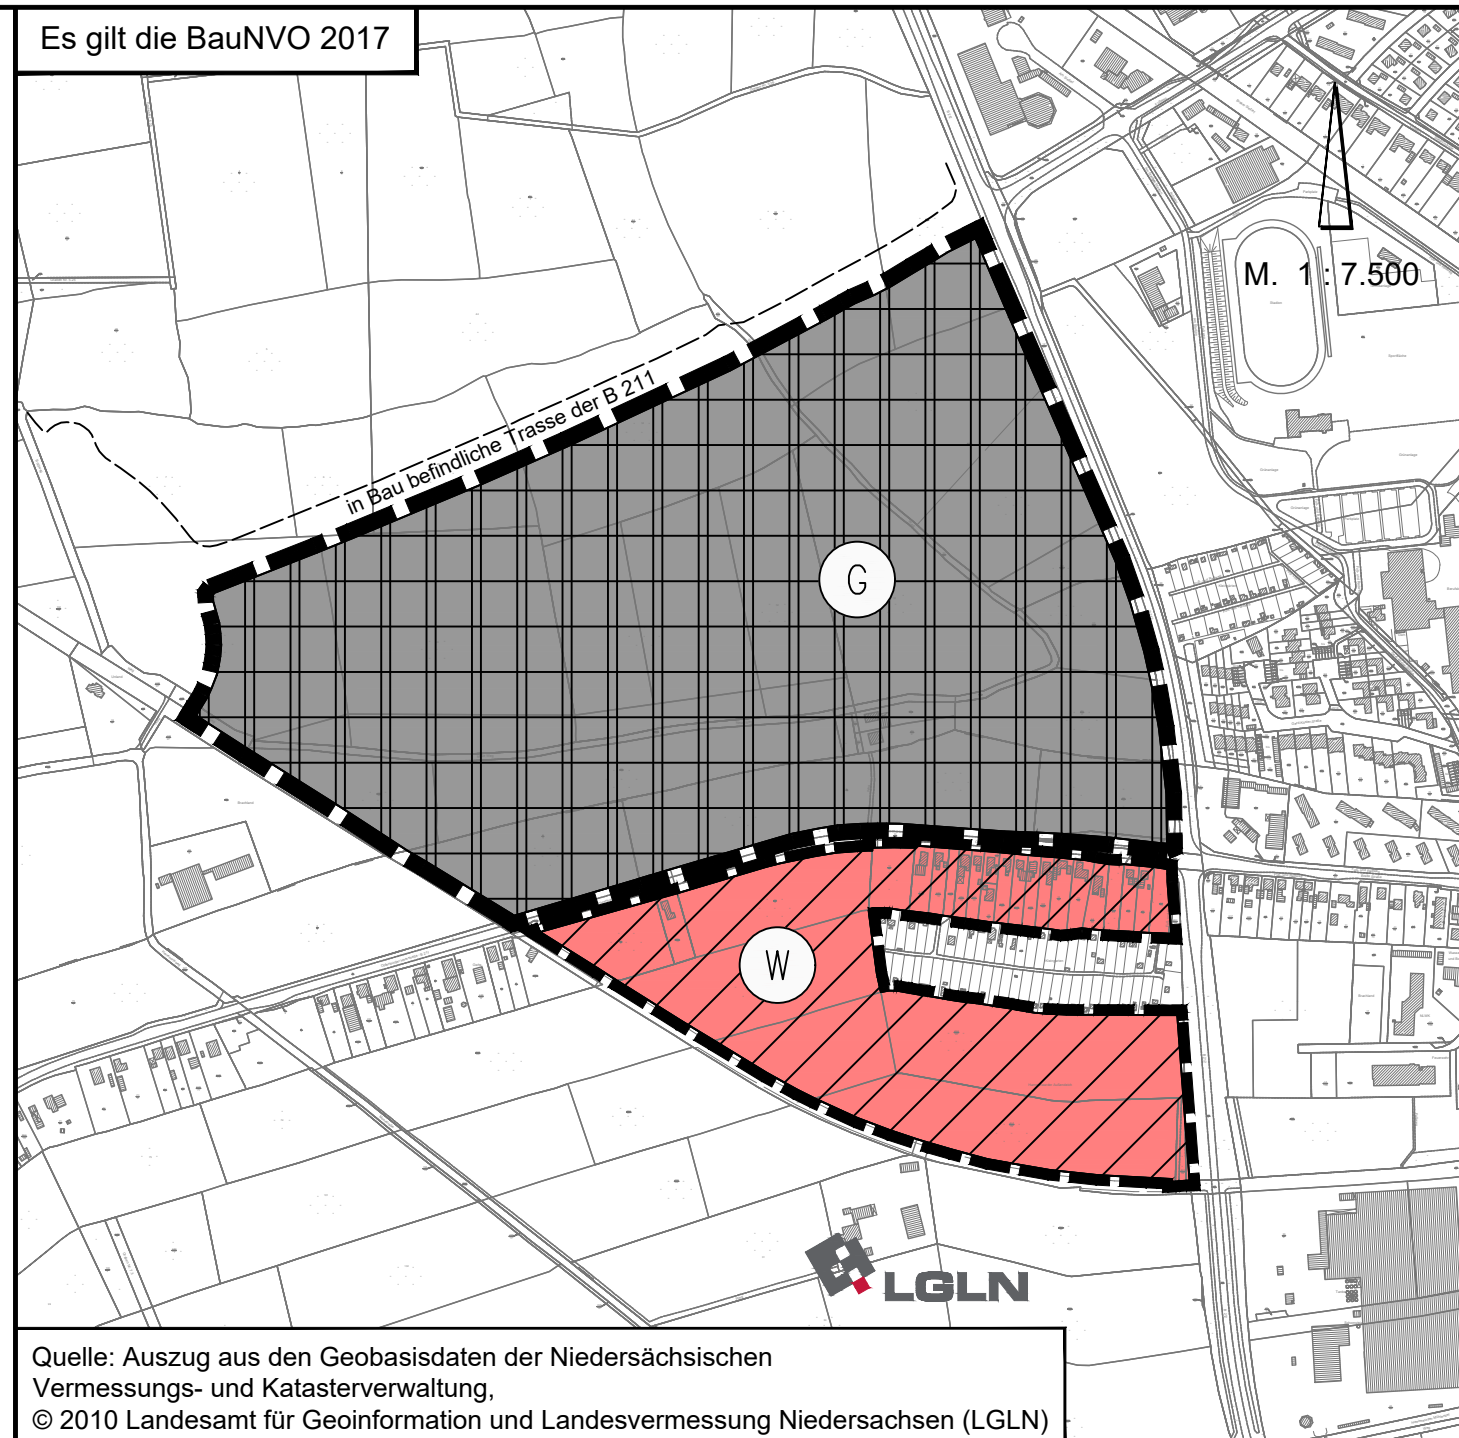 Es gilt die BauNVO 2017
M. 1 : 7.500
in Bau befindliche Trasse der B 211
G
W
LGLN
Quelle: Auszug aus den Geobasisdaten der Niedersächsischen
Vermessungs- und Katasterverwaltung,
© 2010 Landesamt für Geoinformation und Landesvermessung Niedersachsen (LGLN)